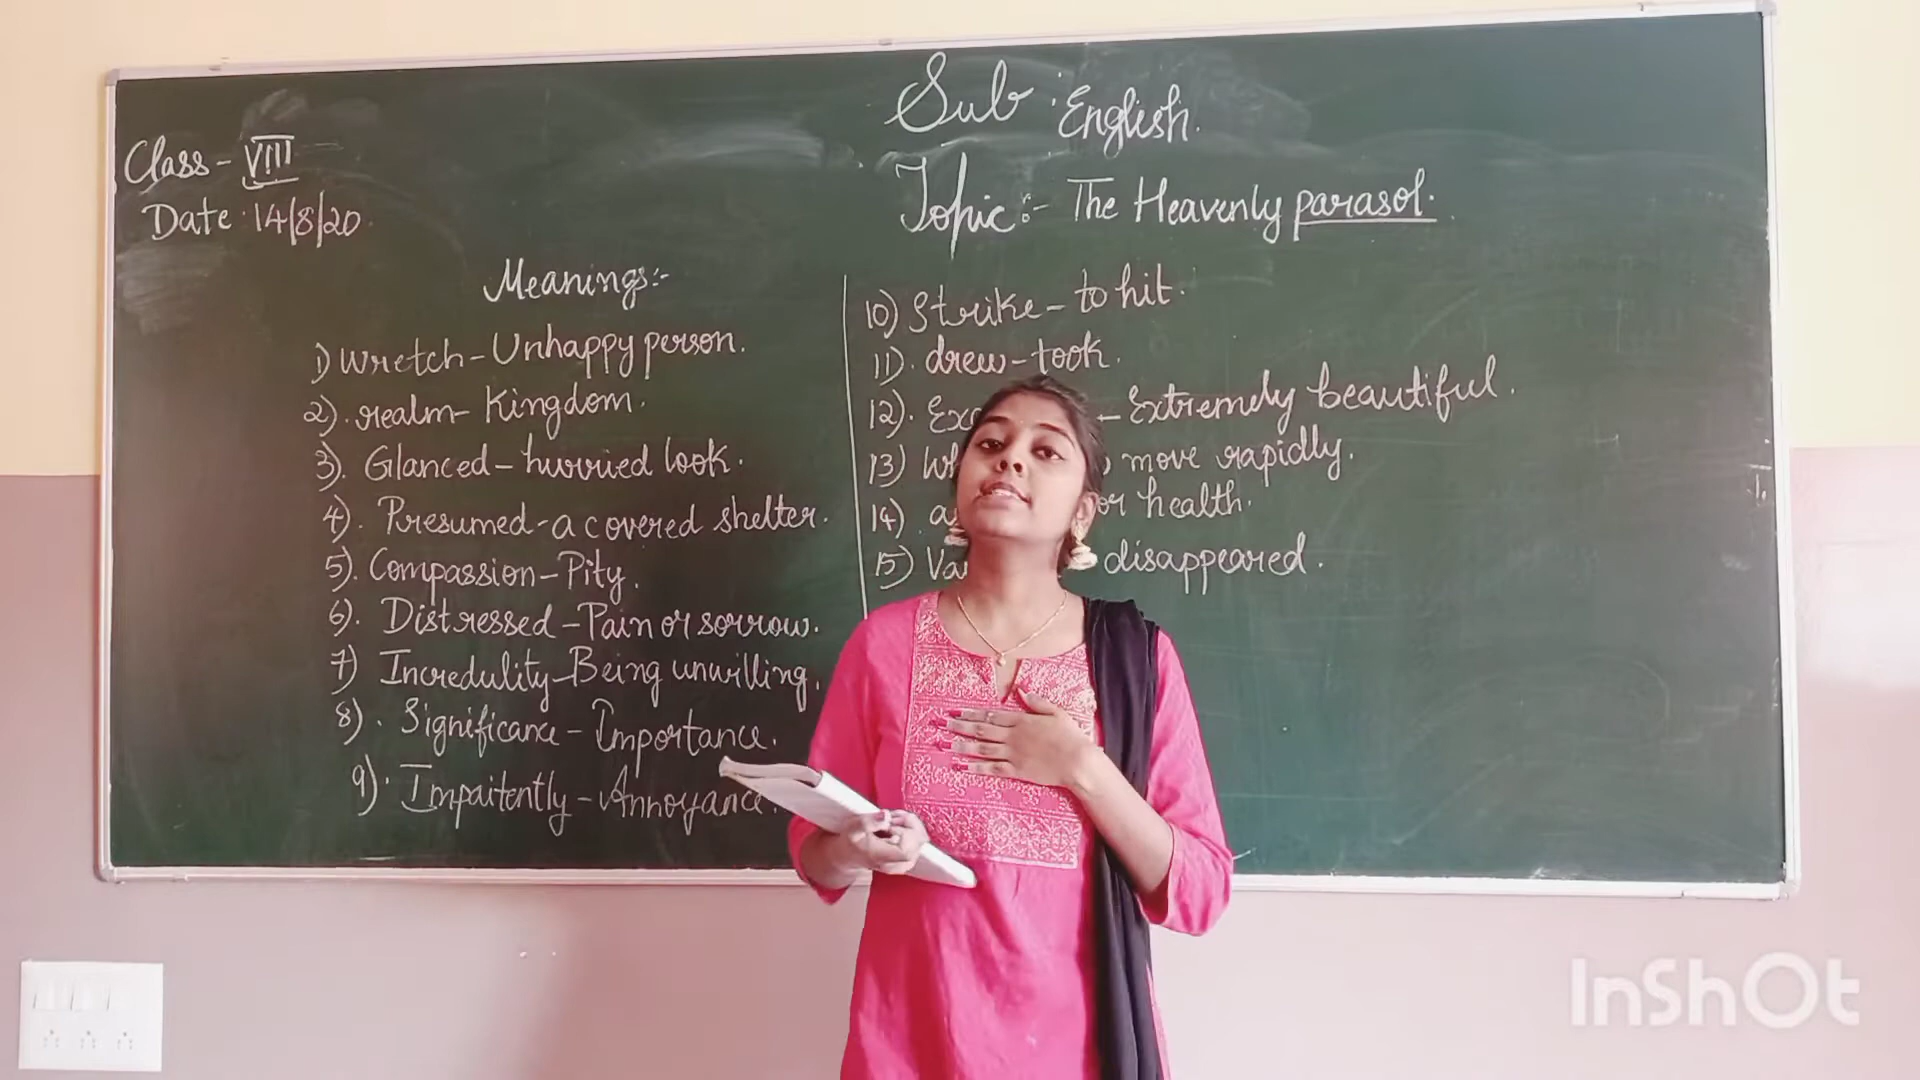 Sub : English.
Topic :- The Heavenly parasol.
Class - VIII
Date 14/8/20
Meanings:-
1) Wretch - Unhappy person.
2). realm - Kingdom.
3). Glanced - hurried look.
4). Presumed - a covered shelter.
5). Compassion - Pity.
6). Distressed - Pain or sorrow.
7) Incredulity - Being unwilling.
8). Significance - Importance.
9). Impaitently - Annoyance.
10) Strike - to hit.
11). drew - took.
12). - Extremely beautiful.
13) move rapidly.
14) or health.
15) disappeared.
InShOt